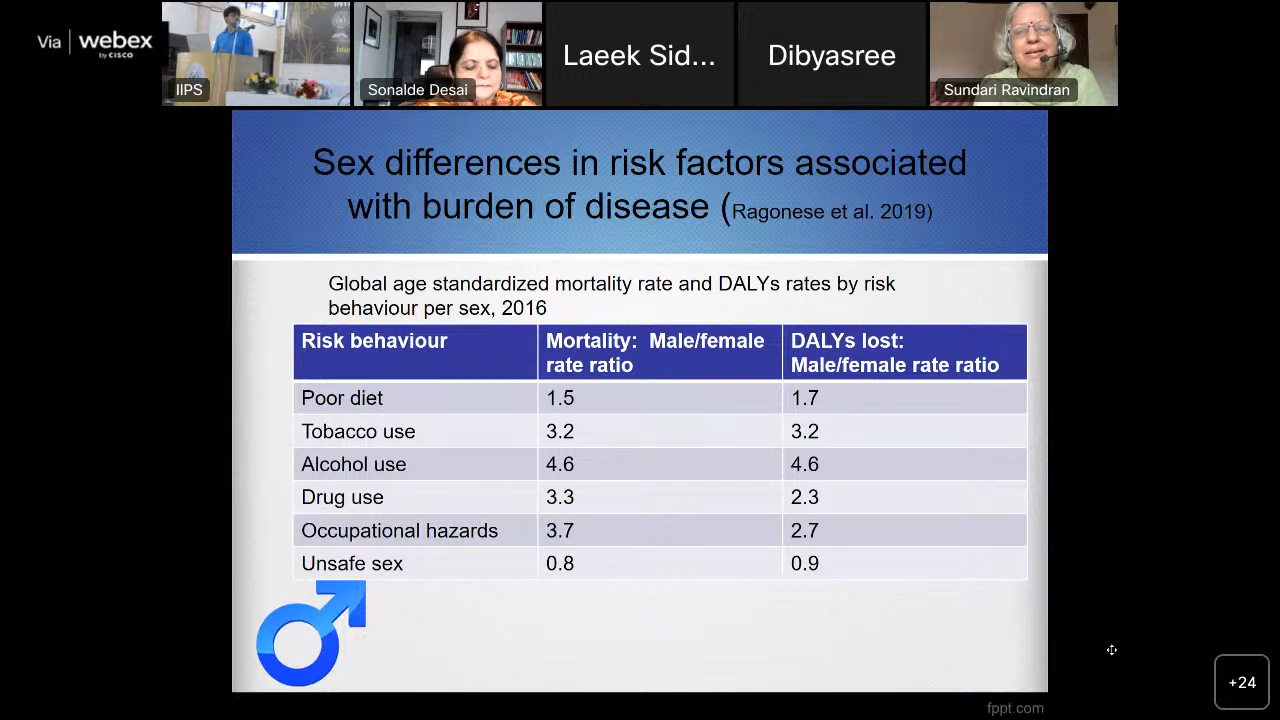 Via webex
by CISCO
IIPS
Sonalde Desai
Laeek Sid...
Dibyasree
Sundari Ravindran
Sex differences in risk factors associated
with burden of disease (Ragonese et al. 2019)
Global age standardized mortality rate and DALYs rates by risk
behaviour per sex, 2016
Risk behaviour Mortality: Male/female rate ratio DALYs lost: Male/female rate ratio
Poor diet 1.5 1.7
Tobacco use 3.2 3.2
Alcohol use 4.6 4.6
Drug use 3.3 2.3
Occupational hazards 3.7 2.7
Unsafe sex 0.8 0.9
+24
fppt.com